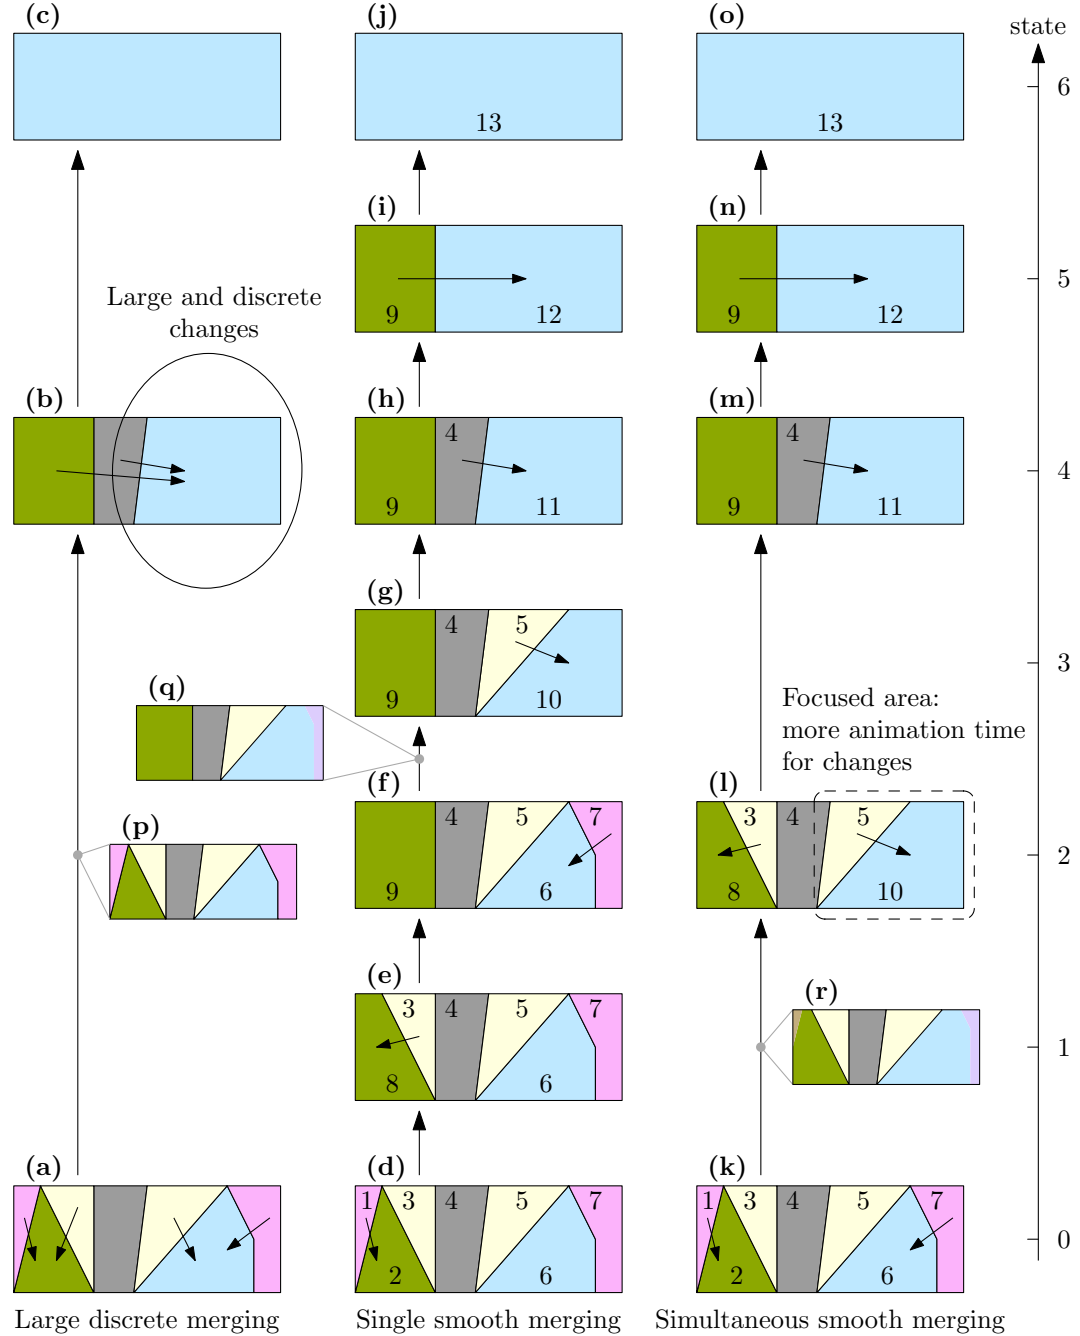 (c)
(j)
(o)
state
6
13
13
(i)
(n)
5
9
12
9
12
Large and discrete
changes
(b)
(h)
(m)
4
4
4
9
11
9
11
(g)
4
5
3
9
10
(q)
Focused area:
more animation time
for changes
(f)
(l)
4
5
7
3
4
5
(p)
2
9
6
8
10
(e)
3
4
5
7
(r)
1
8
6
(a)
(d)
(k)
1
3
4
5
7
1
3
4
5
7
0
2
6
2
6
Large discrete merging
Single smooth merging
Simultaneous smooth merging